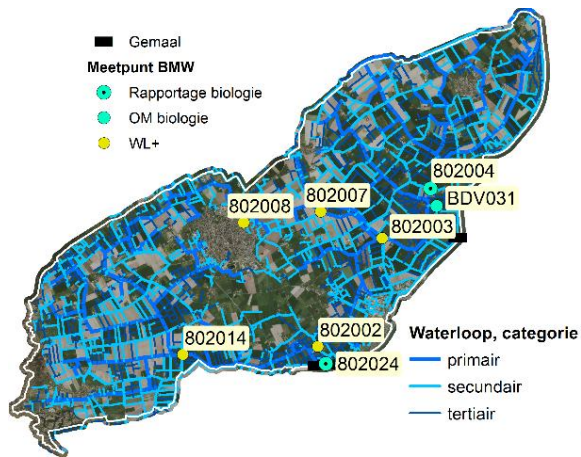 Gemaal
Meetpunt BMW
Rapportage biologie
OM biologie
WL+
802004
BDV031
802007
802008
802003
802002
802014
802024
Waterloop, categorie
primair
secundair
tertiair